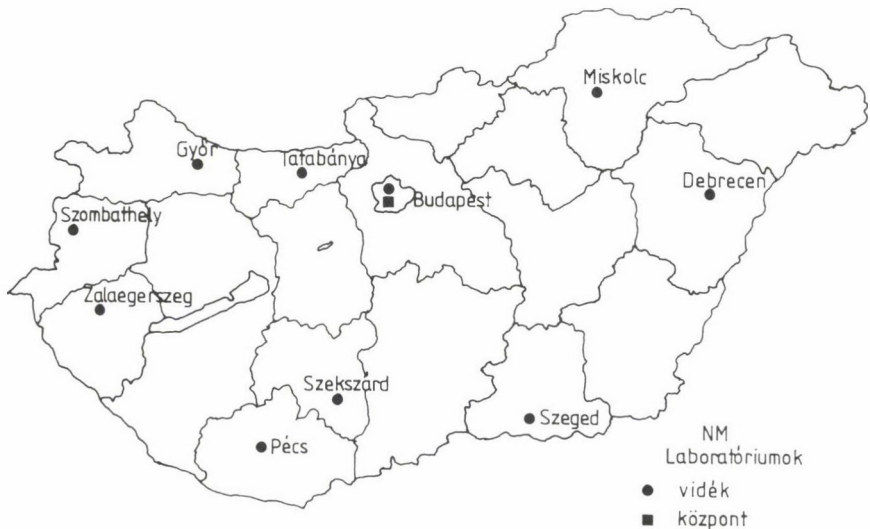 Miskolc
Győr
Tatabánya
Debrecen
Budapest
Szombathely
Zalaegerszeg
Szekszárd
Szeged
Pécs
NM
Laboratóriumok
vidék
központ